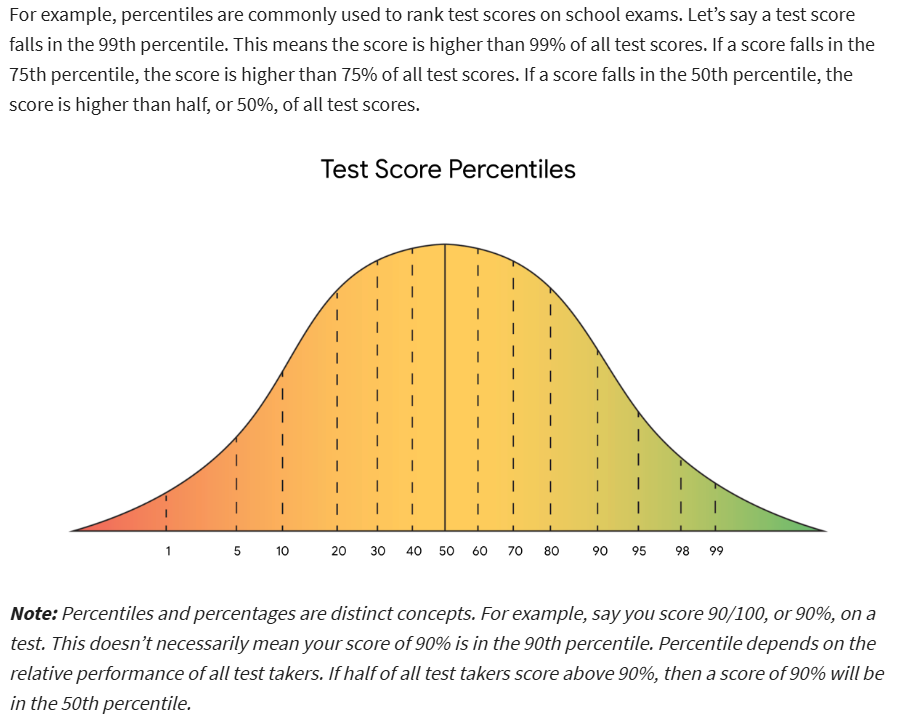 For example, percentiles are commonly used to rank test scores on school exams. Let’s say a test score
falls in the 99th percentile. This means the score is higher than 99% of all test scores. If a score falls in the
75th percentile, the score is higher than 75% of all test scores. If a score falls in the 50th percentile, the
score is higher than half, or 50%, of all test scores.
Test Score Percentiles
1 5 10 20 30 40 50 60 70 80 90 95 98 99
Note: Percentiles and percentages are distinct concepts. For example, say you score 90/100, or 90%, on a
test. This doesn’t necessarily mean your score of 90% is in the 90th percentile. Percentile depends on the
relative performance of all test takers. If half of all test takers score above 90%, then a score of 90% will be
in the 50th percentile.